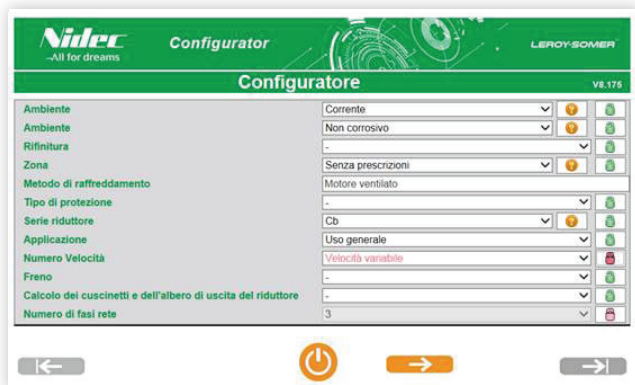 Nidec
-All for dreams
Configurator
LEROY-SOMER
Configuratore
V8.175
Ambiente Corrente
Ambiente Non corrosivo
Rifinitura -
Zona Senza prescrizioni
Metodo di raffreddamento Motore ventilato
Tipo di protezione -
Serie riduttore Cb
Applicazione Uso generale
Numero Velocità Velocità variabile
Freno -
Calcolo dei cuscinetti e dell'albero di uscita del riduttore -
Numero di fasi rete 3